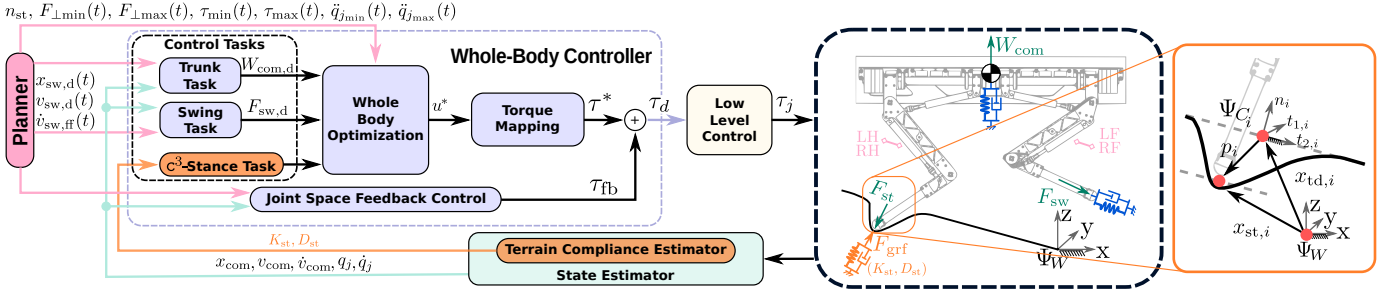 n_st, F_⊥min(t), F_⊥max(t), τ_min(t), τ_max(t), q̈_j_min(t), q̈_j_max(t)
Planner
x_sw,d(t)
v_sw,d(t)
v̇_sw,ff(t)
Control Tasks
Trunk
Task
Swing
Task
c³-Stance Task
W_com,d
F_sw,d
Whole-Body Controller
Whole
Body
Optimization
u*
Torque
Mapping
τ*
+
τ_d
τ_fb
Joint Space Feedback Control
Low
Level
Control
τ_j
K_st, D_st
x_com, v_com, v̇_com, q_j, q̇_j
Terrain Compliance Estimator
State Estimator
W_com
LH
RH
LF
RF
F_st
F_sw
F_grf
(K_st, D_st)
z
y
x
Ψ_W
Ψ_C_i
n_i
t_1,i
t_2,i
p_i
x_td,i
x_st,i
z
y
x
Ψ_W